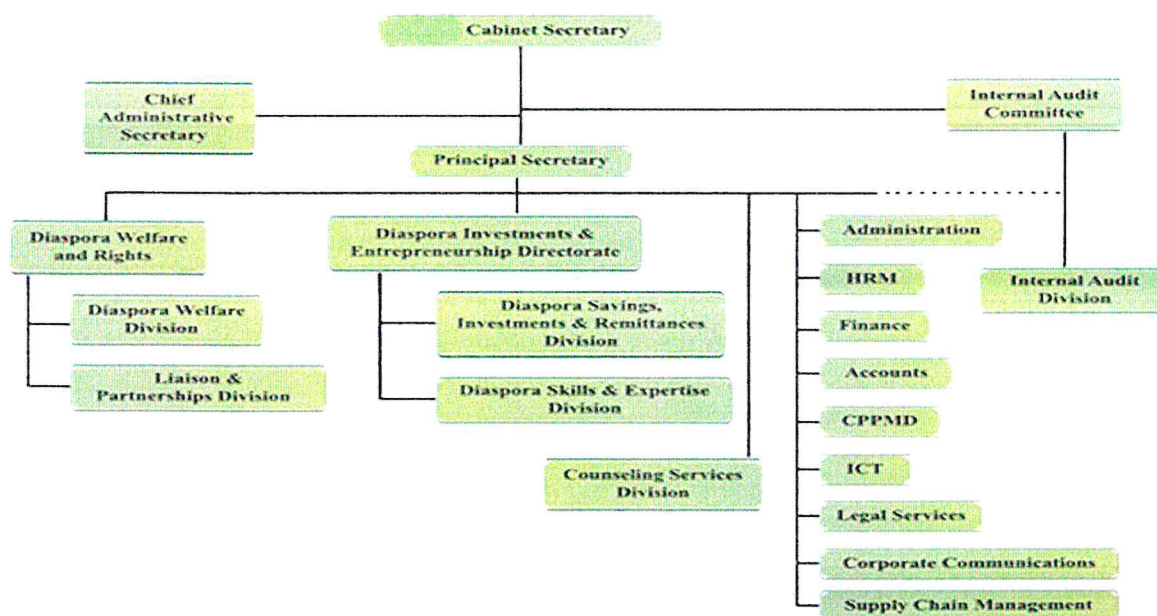 Cabinet Secretary
Chief
Administrative
Secretary
Internal Audit
Committee
Principal Secretary
Diaspora Welfare
and Rights
Diaspora Welfare
Division
Liaison &
Partnerships Division
Diaspora Investments &
Entrepreneurship Directorate
Diaspora Savings,
Investments & Remittances
Division
Diaspora Skills & Expertise
Division
Counseling Services
Division
Administration
HRM
Finance
Accounts
CPPMD
ICT
Legal Services
Corporate Communications
Supply Chain Management
Internal Audit
Division